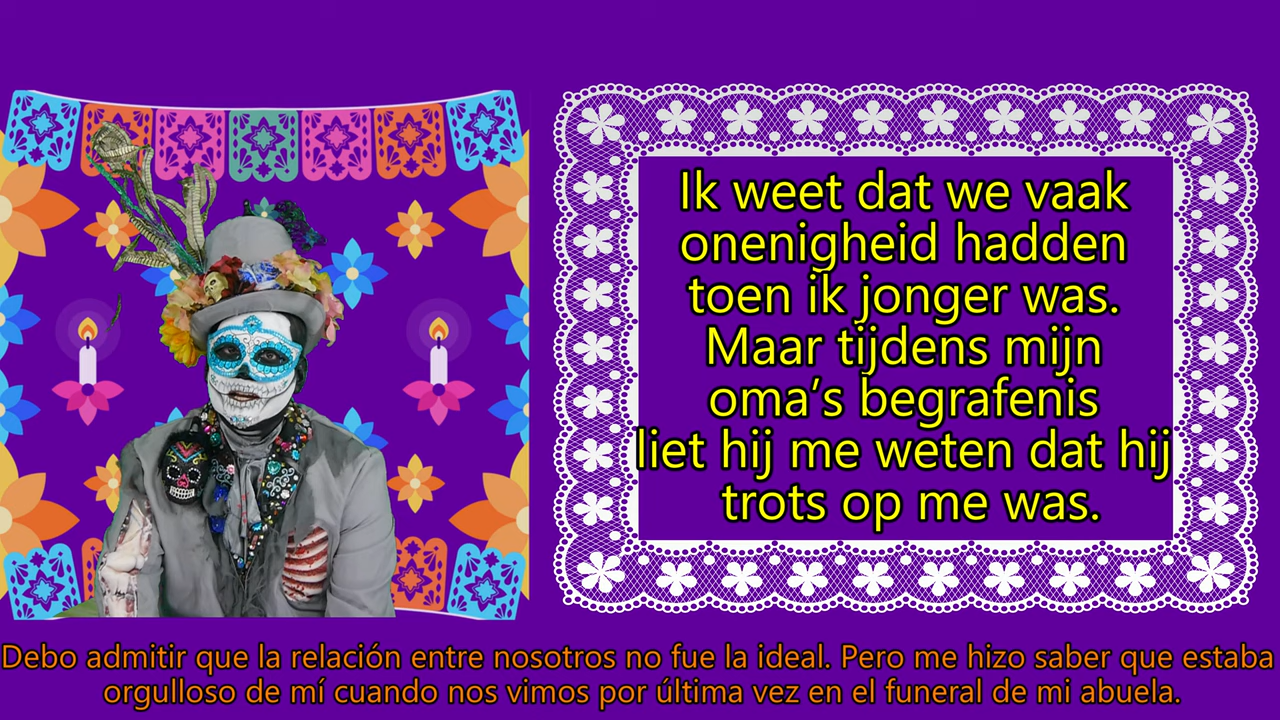 Ik weet dat we vaak
onenigheid hadden
toen ik jonger was.
Maar tijdens mijn
oma’s begrafenis
liet hij me weten dat hij
trots op me was.
Debo admitir que la relación entre nosotros no fue la ideal. Pero me hizo saber que estaba
orgulloso de mí cuando nos vimos por última vez en el funeral de mi abuela.